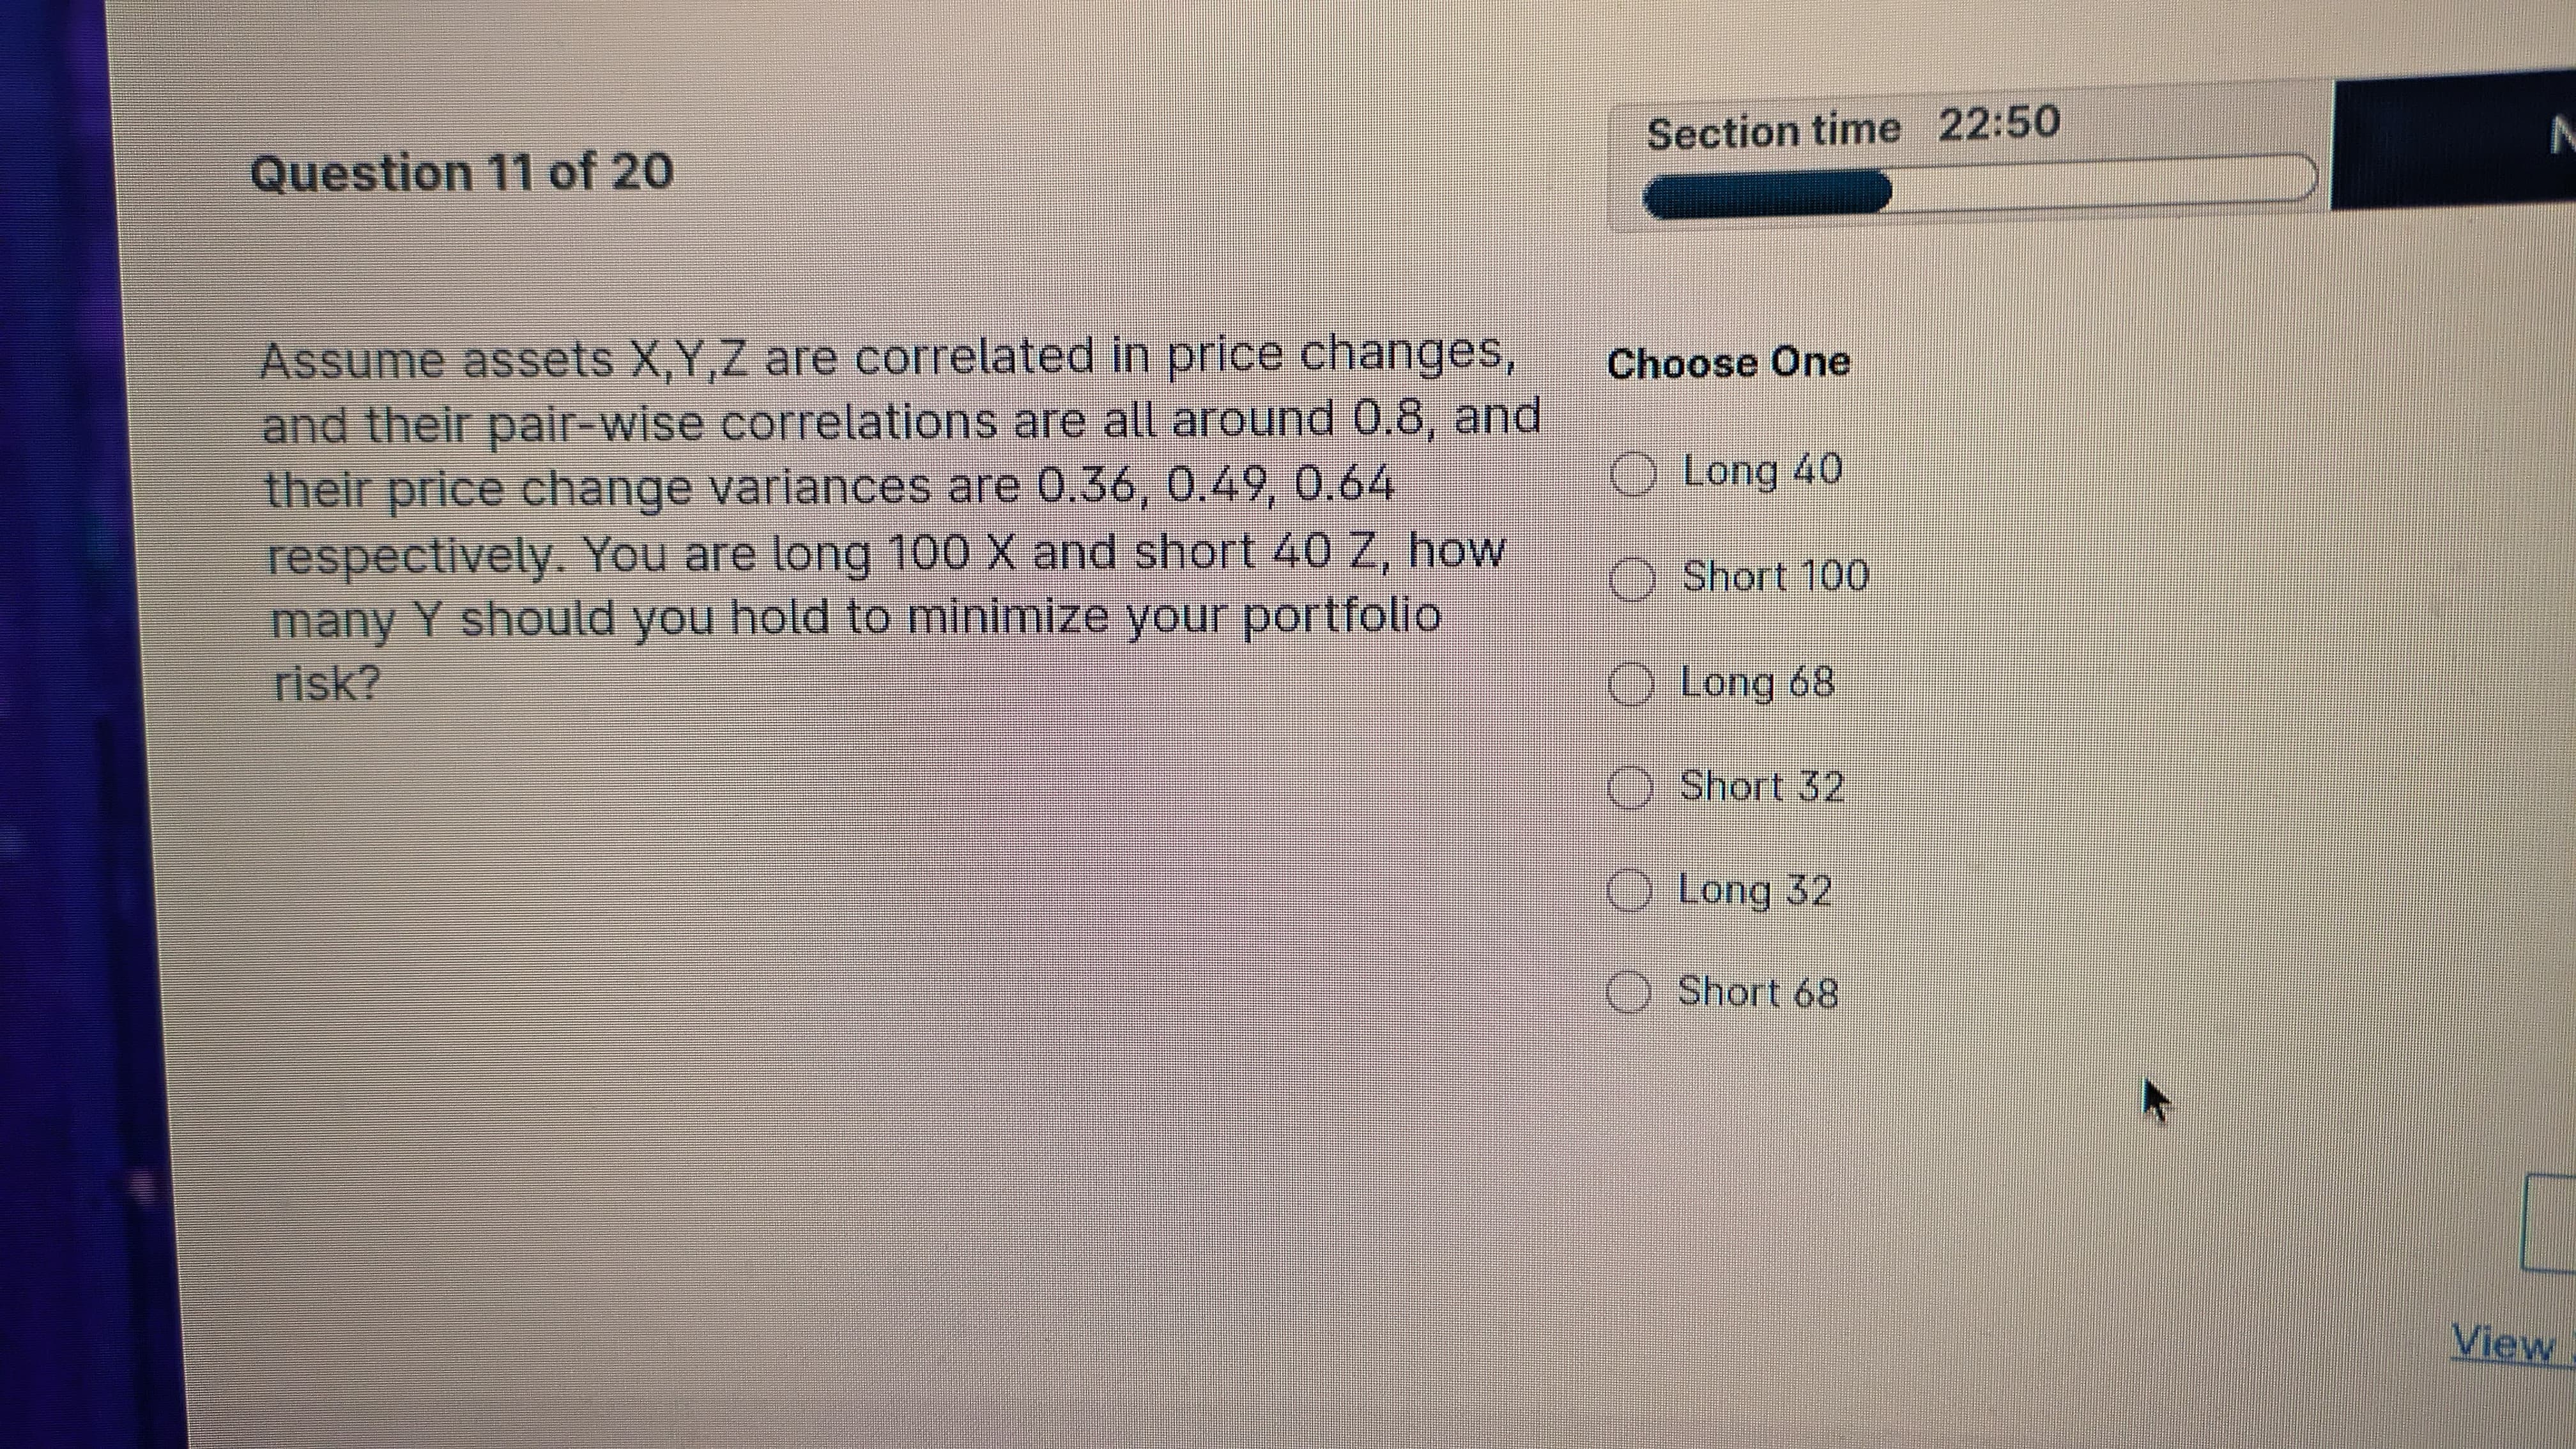 Section time 22:50
Question 11 of 20
Assume assets X,Y,Z are correlated in price changes,
and their pair-wise correlations are all around 0.8, and
their price change variances are 0.36, 0.49, 0.64
respectively. You are long 100 X and short 40 Z, how
many Y should you hold to minimize your portfolio
risk?
Choose One
Long 40
Short 100
Long 68
Short 32
Long 32
Short 68
View